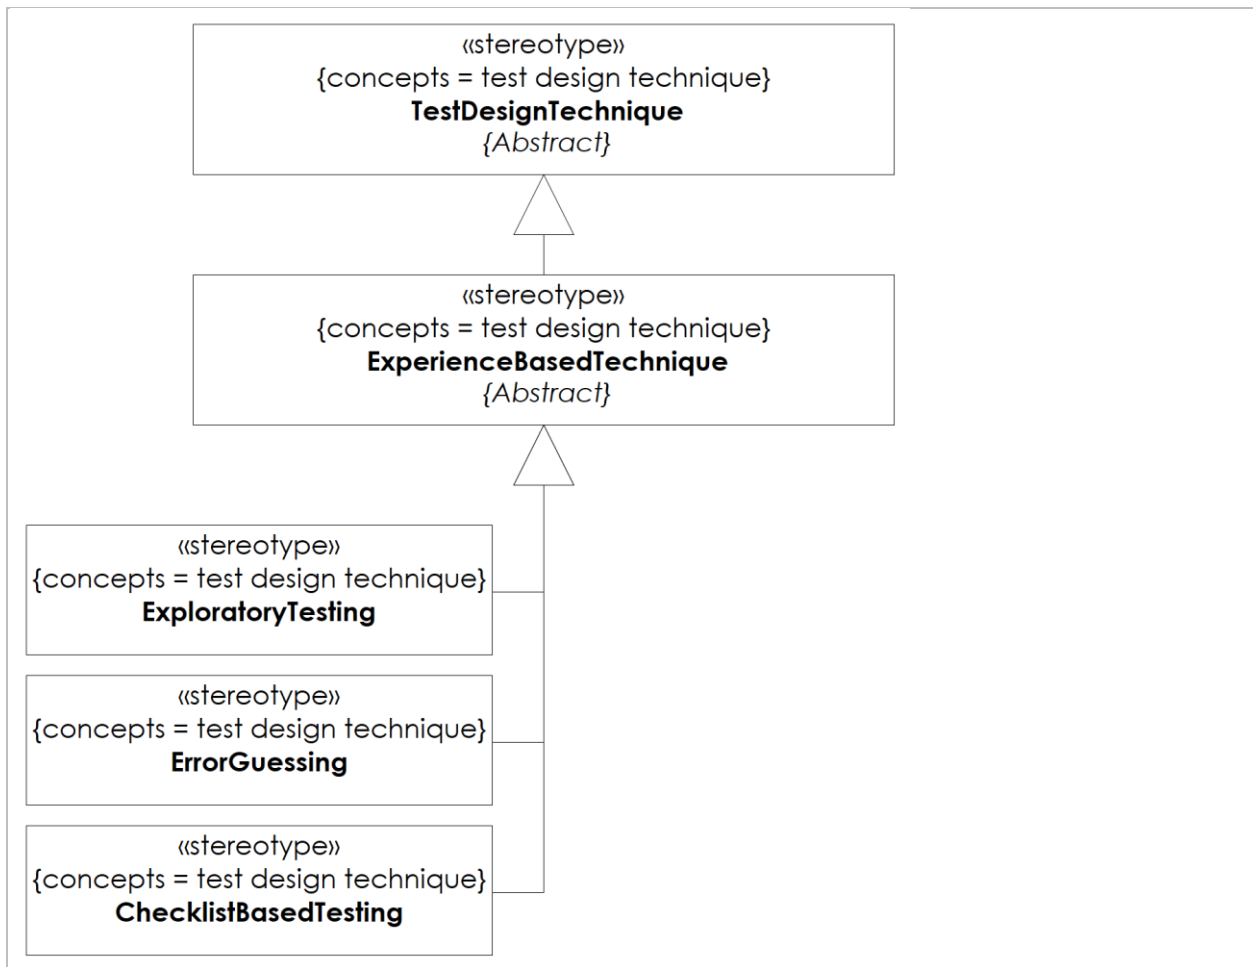 «stereotype»
{concepts = test design technique}
TestDesignTechnique
{Abstract}
«stereotype»
{concepts = test design technique}
ExperienceBasedTechnique
{Abstract}
«stereotype»
{concepts = test design technique}
ExploratoryTesting
«stereotype»
{concepts = test design technique}
ErrorGuessing
«stereotype»
{concepts = test design technique}
ChecklistBasedTesting